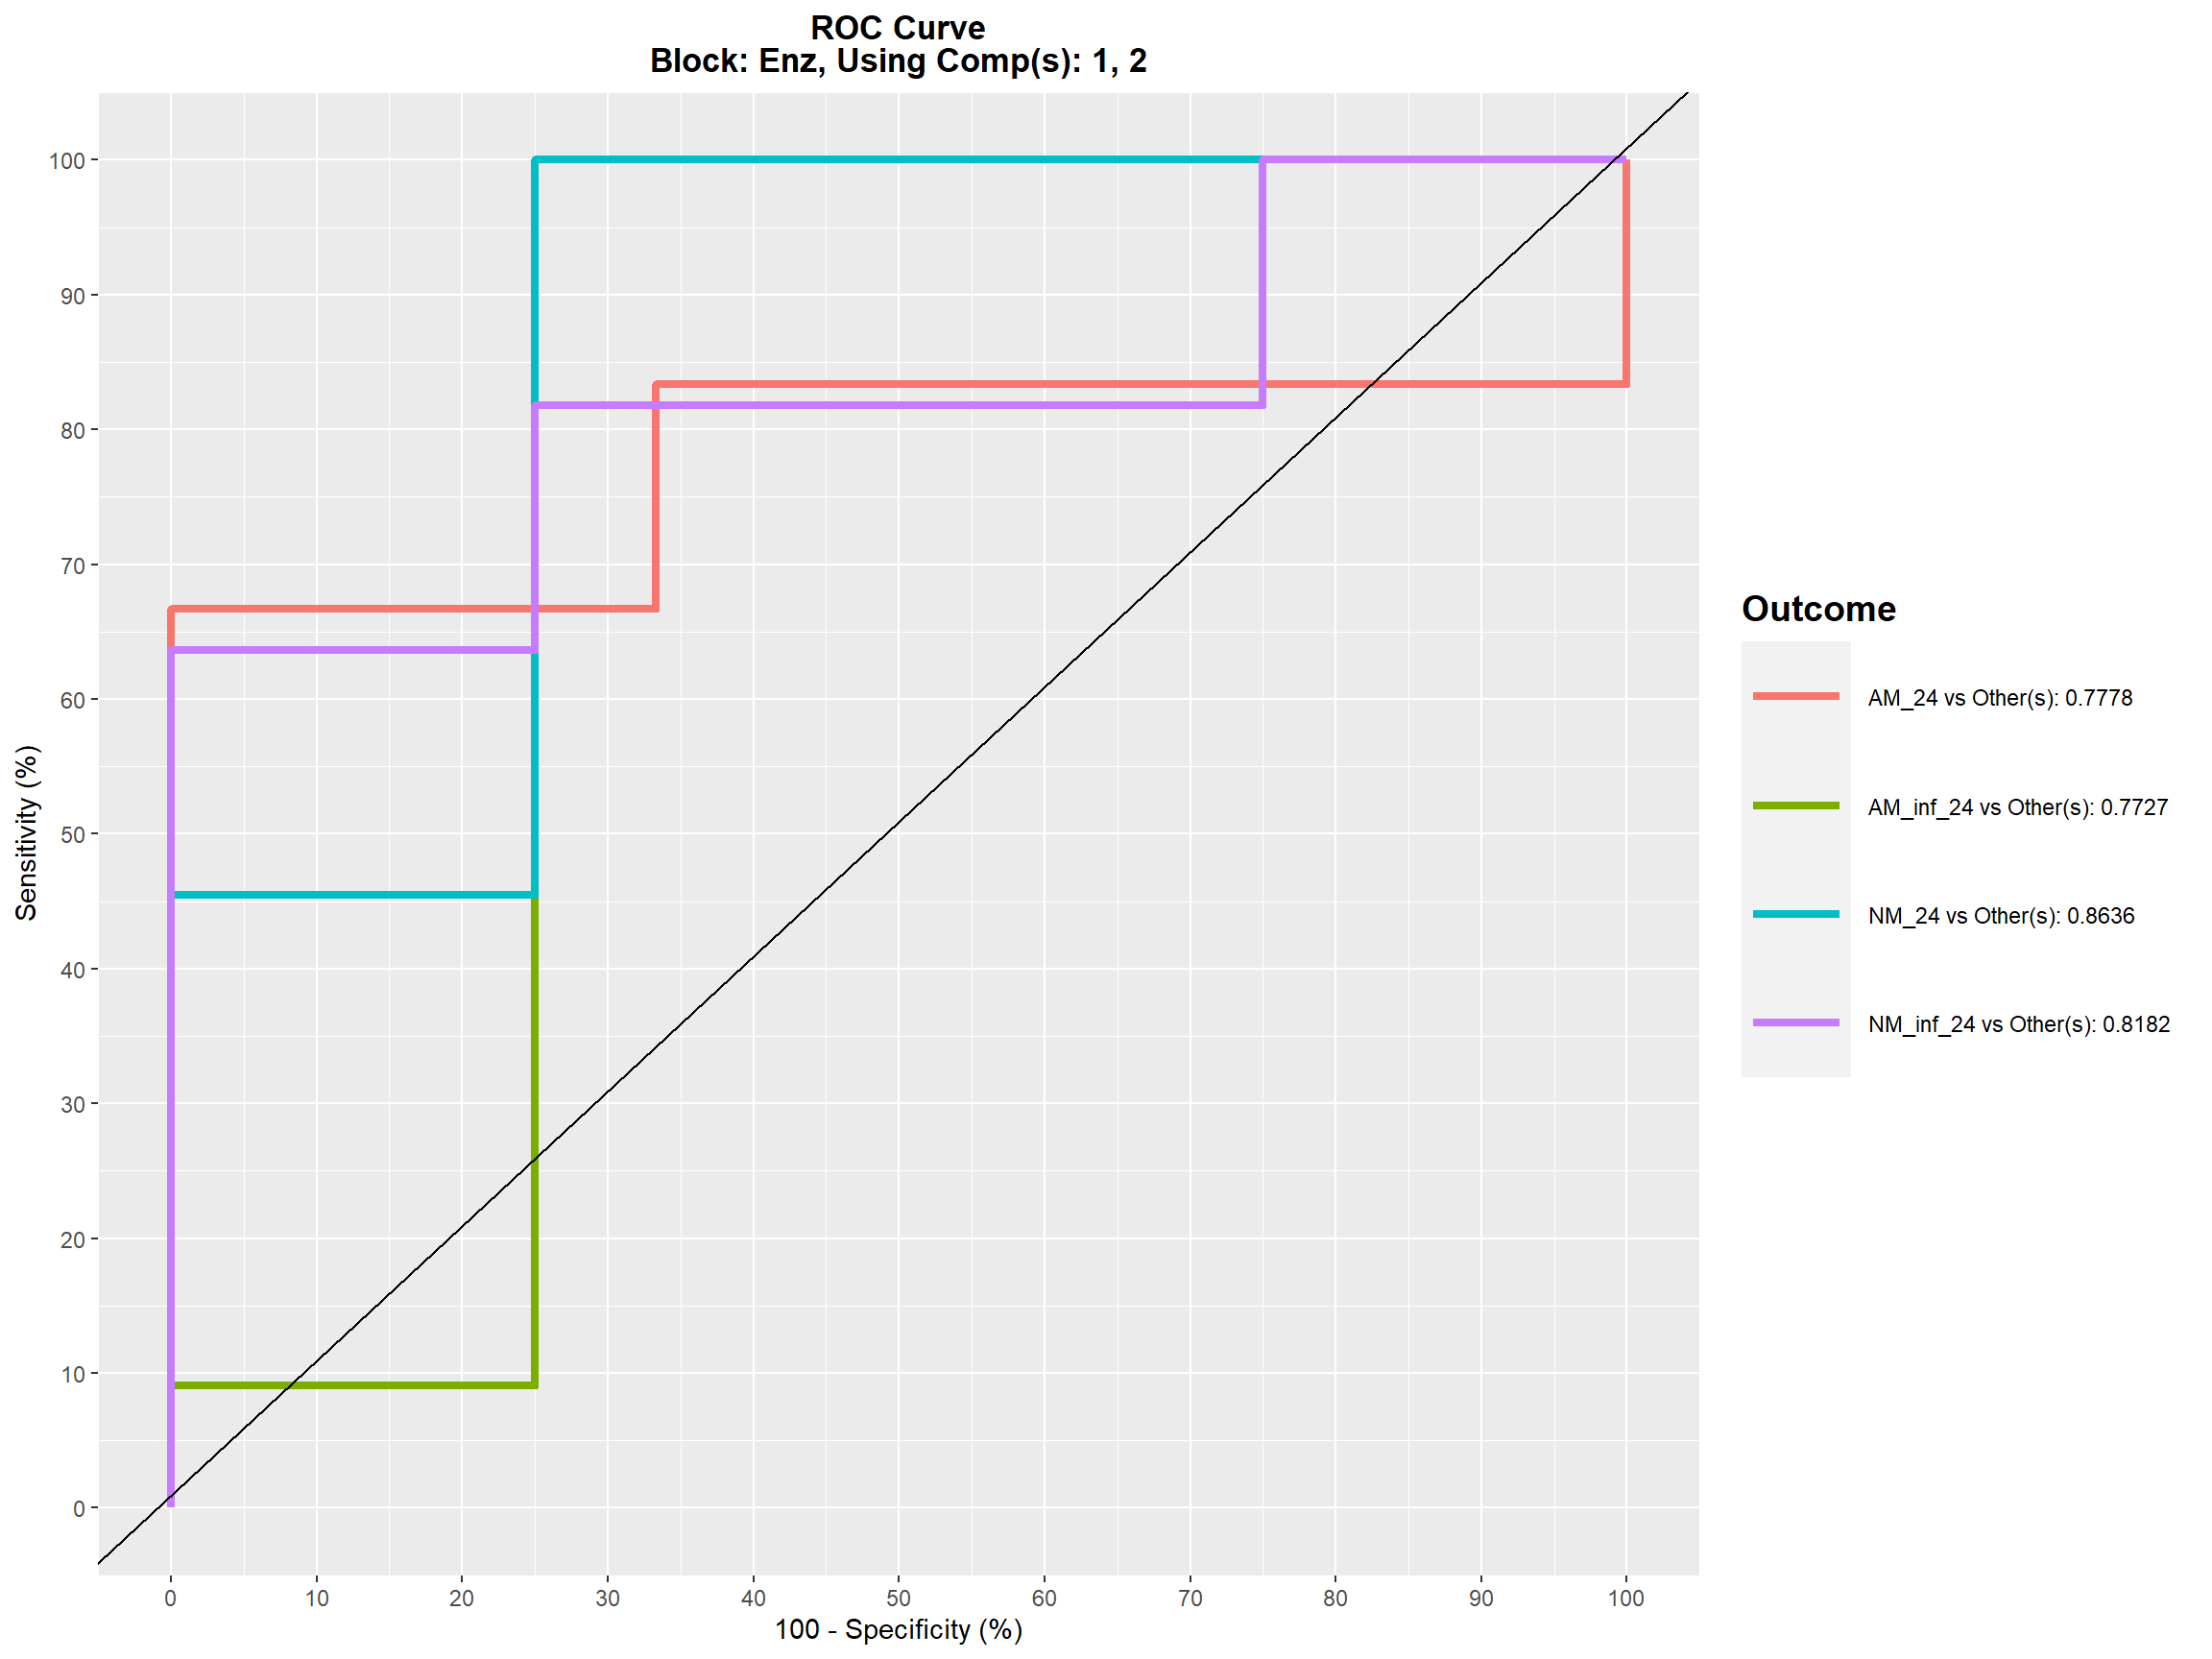 ROC Curve
Block: Enz, Using Comp(s): 1, 2
Sensitivity (%)
100
90
80
70
60
50
40
30
20
10
0
0 10 20 30 40 50 60 70 80 90 100
100 - Specificity (%)
Outcome
AM_24 vs Other(s): 0.7778
AM_inf_24 vs Other(s): 0.7727
NM_24 vs Other(s): 0.8636
NM_inf_24 vs Other(s): 0.8182